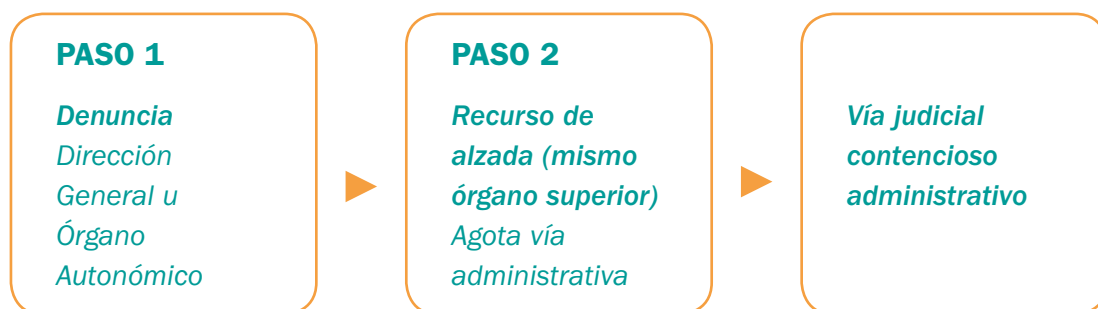 PASO 1
Denuncia
Dirección
General u
Órgano
Autonómico
PASO 2
Recurso de
alzada (mismo
órgano superior)
Agota vía
administrativa
Vía judicial
contencioso
administrativo